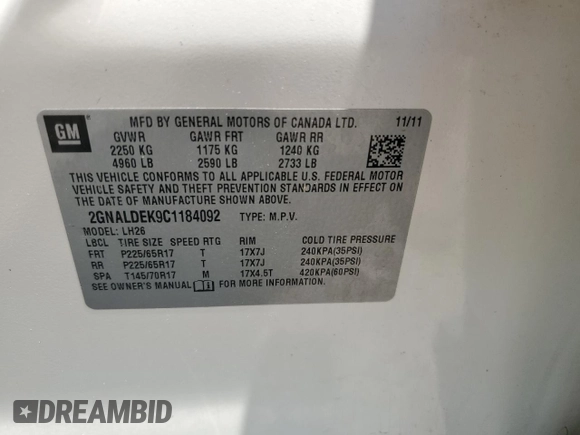 GM
MFD BY GENERAL MOTORS OF CANADA LTD. 11/11
GVWR GAWR FRT GAWR RR
2250 KG 1175 KG 1240 KG
4960 LB 2590 LB 2733 LB
THIS VEHICLE CONFORMS TO ALL APPLICABLE U.S. FEDERAL MOTOR
VEHICLE SAFETY AND THEFT PREVENTION STANDARDS IN EFFECT ON
THE DATE OF MANUFACTURE SHOWN ABOVE.
2GNALDEK9C1184092 TYPE: M.P.V.
MODEL: LH26
LBCL TIRE SIZE SPEED RTG RIM COLD TIRE PRESSURE
FRT P225/65R17 T 17X7J 240KPA(35PSI)
RR P225/65R17 T 17X7J 240KPA(35PSI)
SPA T145/70R17 M 17X4.5T 420KPA(60PSI)
SEE OWNER'S MANUAL FOR MORE INFORMATION.
DREAMBID